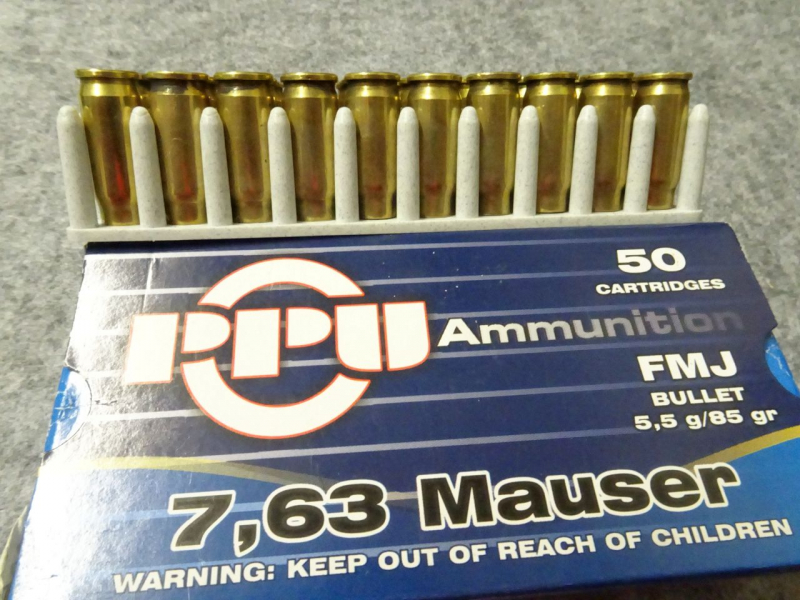 50
CARTRIDGES
PPU Ammunition
FMJ
BULLET
5,5 g/85 gr
7,63 Mauser
WARNING: KEEP OUT OF REACH OF CHILDREN